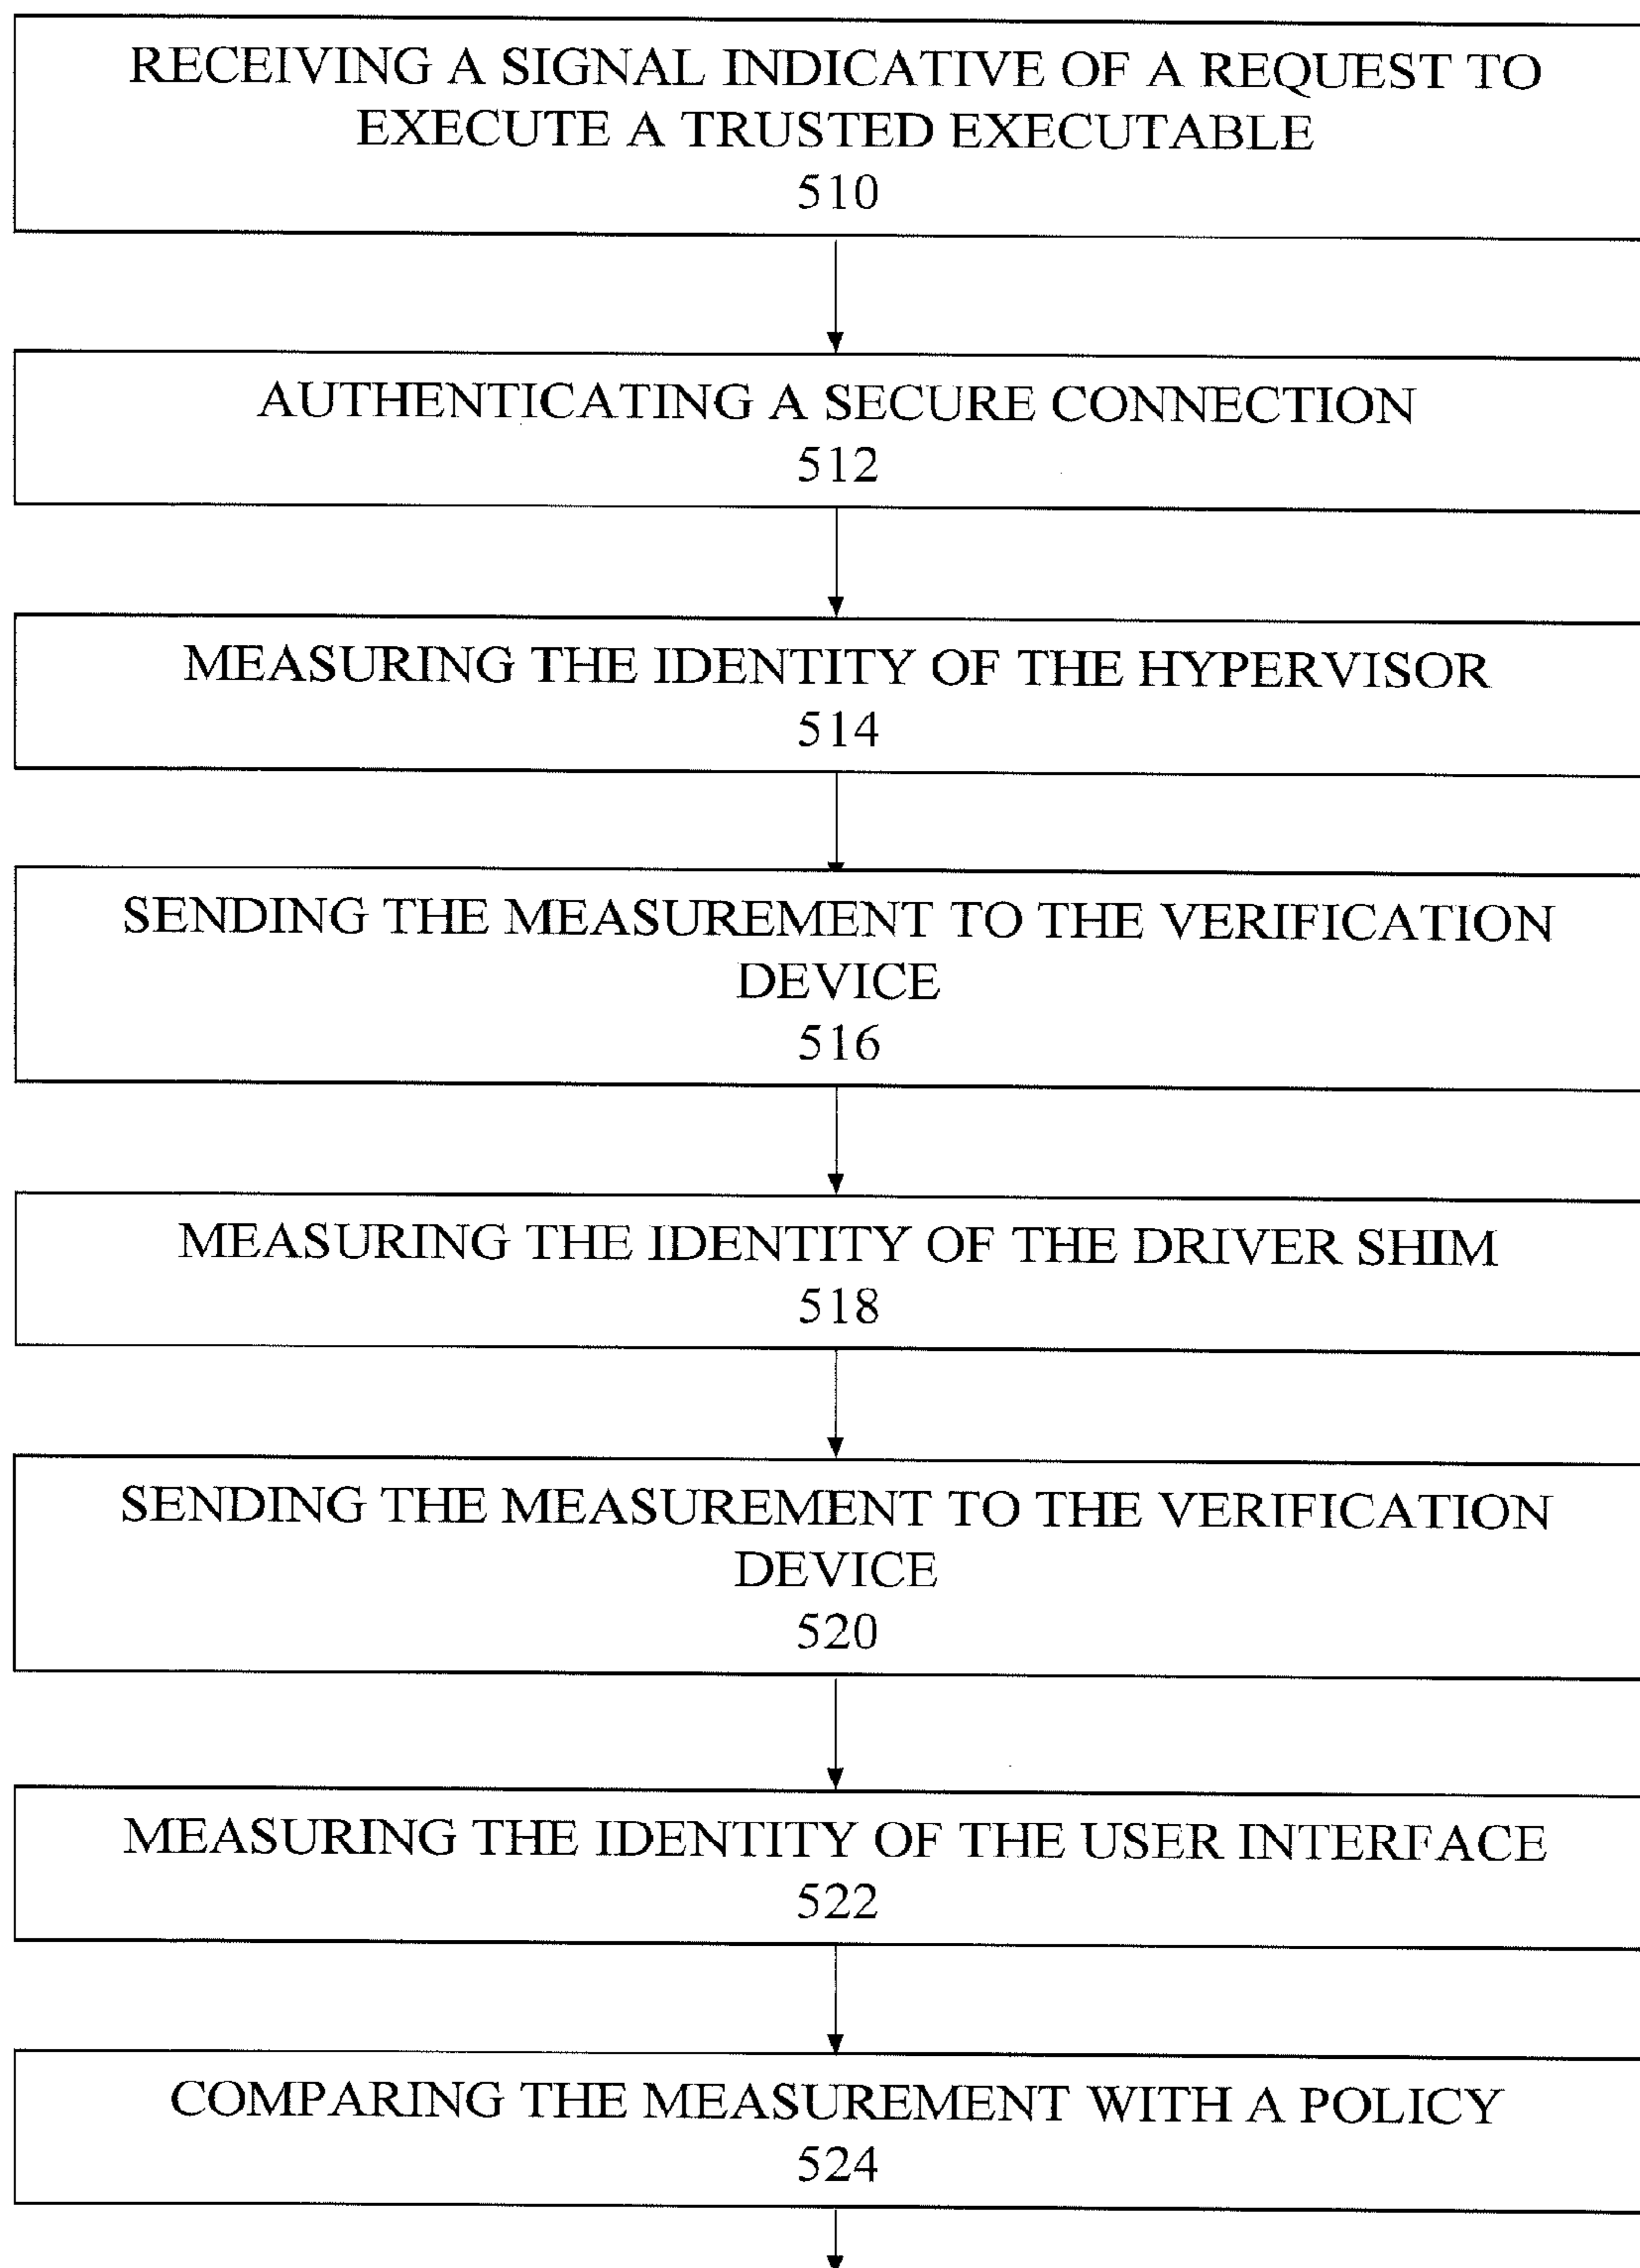 RECEIVING A SIGNAL INDICATIVE OF A REQUEST TO
EXECUTE A TRUSTED EXECUTABLE
510
AUTHENTICATING A SECURE CONNECTION
512
MEASURING THE IDENTITY OF THE HYPERVISOR
514
SENDING THE MEASUREMENT TO THE VERIFICATION
DEVICE
516
MEASURING THE IDENTITY OF THE DRIVER SHIM
518
SENDING THE MEASUREMENT TO THE VERIFICATION
DEVICE
520
MEASURING THE IDENTITY OF THE USER INTERFACE
522
COMPARING THE MEASUREMENT WITH A POLICY
524